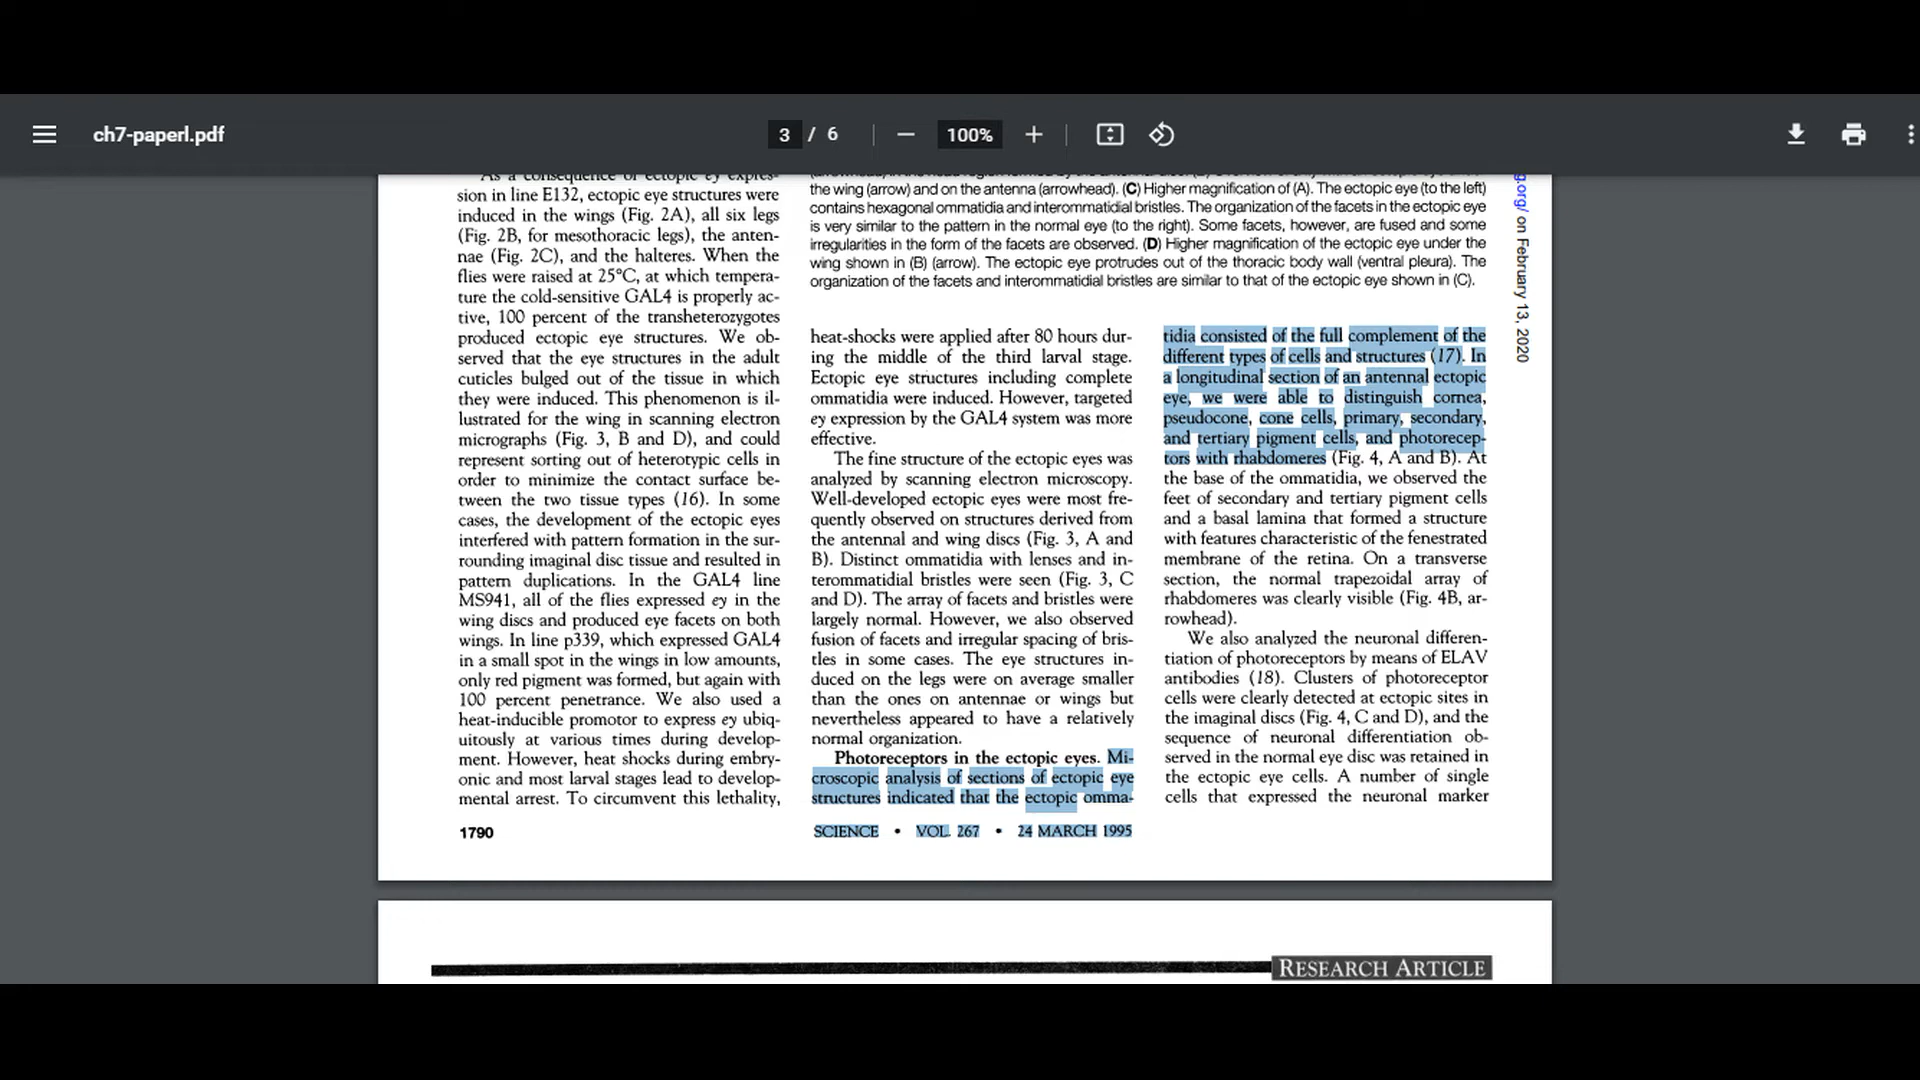 ch7-paperl.pdf
3 / 6
100%
As a consequence of ectopic ey expres-
sion in line E132, ectopic eye structures were
induced in the wings (Fig. 2A), all six legs
(Fig. 2B, for mesothoracic legs), the anten-
nae (Fig. 2C), and the halteres. When the
flies were raised at 25°C, at which tempera-
ture the cold-sensitive GAL4 is properly ac-
tive, 100 percent of the transheterozygotes
produced ectopic eye structures. We ob-
served that the eye structures in the adult
cuticles bulged out of the tissue in which
they were induced. This phenomenon is il-
lustrated for the wing in scanning electron
micrographs (Fig. 3, B and D), and could
represent sorting out of heterotypic cells in
order to minimize the contact surface be-
tween the two tissue types (16). In some
cases, the development of the ectopic eyes
interfered with pattern formation in the sur-
rounding imaginal disc tissue and resulted in
pattern duplications. In the GAL4 line
MS941, all of the flies expressed ey in the
wing discs and produced eye facets on both
wings. In line p339, which expressed GAL4
in a small spot in the wings in low amounts,
only red pigment was formed, but again with
100 percent penetrance. We also used a
heat-inducible promotor to express ey ubiq-
uitously at various times during develop-
ment. However, heat shocks during embry-
onic and most larval stages lead to develop-
mental arrest. To circumvent this lethality,
the wing (arrow) and on the antenna (arrowhead). (C) Higher magnification of (A). The ectopic eye (to the left)
contains hexagonal ommatidia and interommatidial bristles. The organization of the facets in the ectopic eye
is very similar to the pattern in the normal eye (to the right). Some facets, however, are fused and some
irregularities in the form of the facets are observed. (D) Higher magnification of the ectopic eye under the
wing shown in (B) (arrow). The ectopic eye protrudes out of the thoracic body wall (ventral pleura). The
organization of the facets and interommatidial bristles are similar to that of the ectopic eye shown in (C).
heat-shocks were applied after 80 hours dur-
ing the middle of the third larval stage.
Ectopic eye structures including complete
ommatidia were induced. However, targeted
ey expression by the GAL4 system was more
effective.
The fine structure of the ectopic eyes was
analyzed by scanning electron microscopy.
Well-developed ectopic eyes were most fre-
quently observed on structures derived from
the antennal and wing discs (Fig. 3, A and
B). Distinct ommatidia with lenses and in-
terommatidial bristles were seen (Fig. 3, C
and D). The array of facets and bristles were
largely normal. However, we also observed
fusion of facets and irregular spacing of bris-
tles in some cases. The eye structures in-
duced on the legs were on average smaller
than the ones on antennae or wings but
nevertheless appeared to have a relatively
normal organization.
Photoreceptors in the ectopic eyes. Mi-
croscopic analysis of sections of ectopic eye
structures indicated that the ectopic omma-
tidia consisted of the full complement of the
different types of cells and structures (17). In
a longitudinal section of an antennal ectopic
eye, we were able to distinguish cornea,
pseudocone, cone cells, primary, secondary,
and tertiary pigment cells, and photorecep-
tors with rhabdomeres (Fig. 4, A and B). At
the base of the ommatidia, we observed the
feet of secondary and tertiary pigment cells
and a basal lamina that formed a structure
with features characteristic of the fenestrated
membrane of the retina. On a transverse
section, the normal trapezoidal array of
rhabdomeres was clearly visible (Fig. 4B, ar-
rowhead).
We also analyzed the neuronal differen-
tiation of photoreceptors by means of ELAV
antibodies (18). Clusters of photoreceptor
cells were clearly detected at ectopic sites in
the imaginal discs (Fig. 4, C and D), and the
sequence of neuronal differentiation ob-
served in the normal eye disc was retained in
the ectopic eye cells. A number of single
cells that expressed the neuronal marker
g.org/ on February 13, 2020
1790
SCIENCE • VOL. 267 • 24 MARCH 1995
RESEARCH ARTICLE